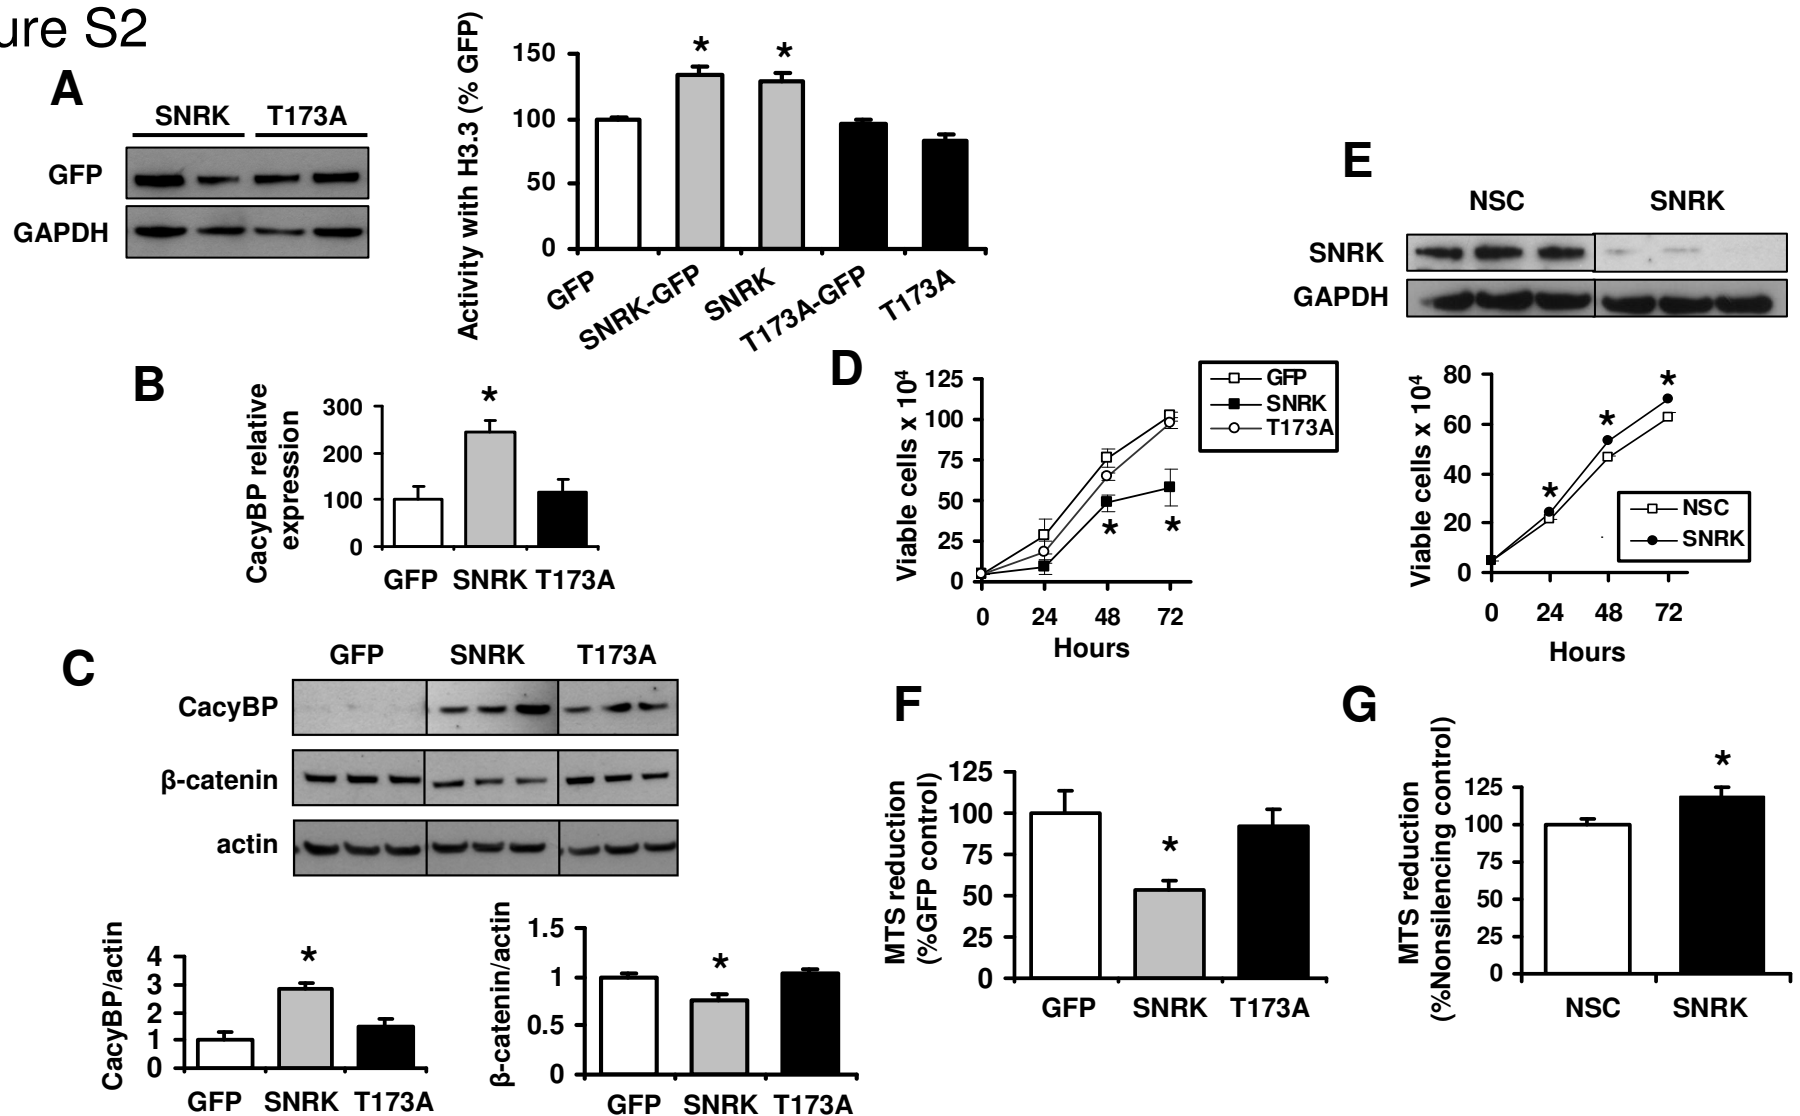 ure S2
A
SNRK T173A
GFP
GAPDH
Activity with H3.3 (% GFP)
150
100
50
0
GFP
SNRK-GFP
SNRK
T173A-GFP
T173A
*
*
B
CacyBP relative
expression
300
200
100
0
*
GFP SNRK T173A
C
GFP SNRK T173A
CacyBP
β-catenin
actin
CacyBP/actin
4
3
2
1
0
*
GFP SNRK T173A
β-catenin/actin
1.5
1
0.5
0
*
GFP SNRK T173A
D
Viable cells x 10⁴
125
100
75
50
25
0
* *
0 24 48 72
Hours
GFP
SNRK
T173A
E
NSC SNRK
SNRK
GAPDH
Viable cells x 10⁴
80
60
40
20
0
* * *
0 24 48 72
Hours
NSC
SNRK
F
MTS reduction
(%GFP control)
125
100
75
50
25
0
*
GFP SNRK T173A
G
MTS reduction
(%Nonsilencing control)
125
100
75
50
25
0
*
NSC SNRK